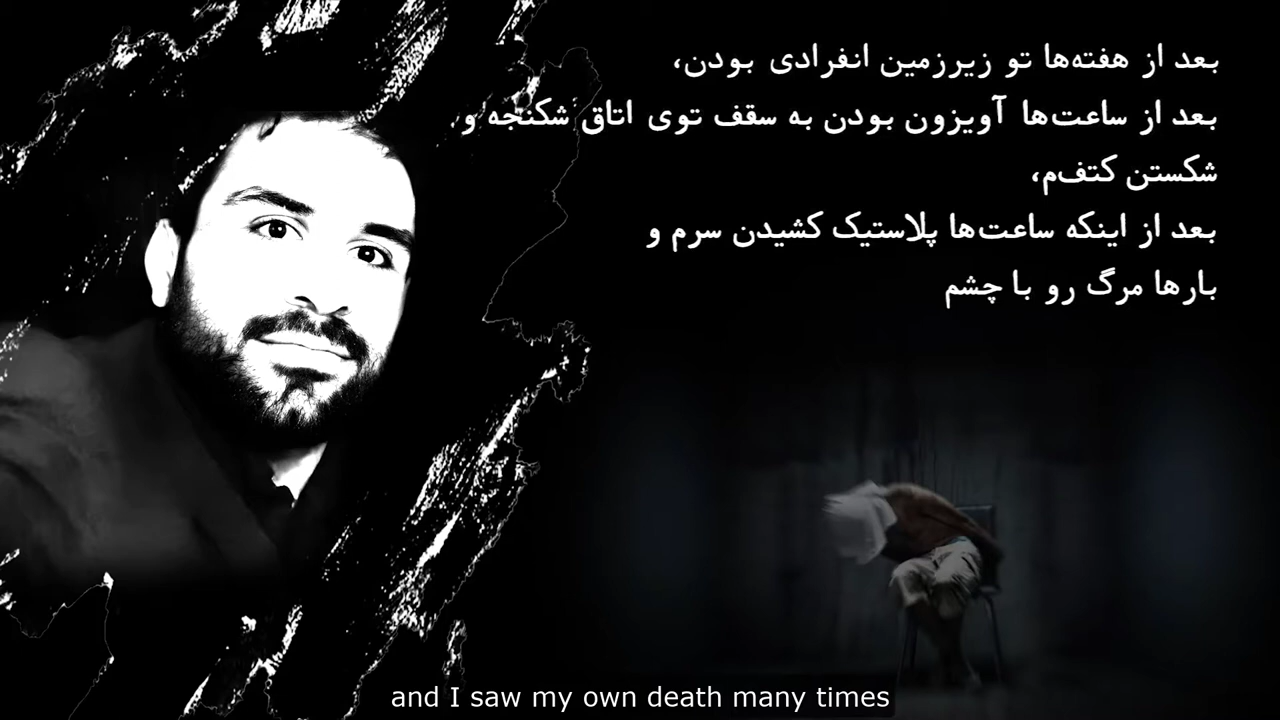 بعد از هفته‌ها تو زیرزمین انفرادی بودن،
بعد از ساعت‌ها آویزون بودن به سقف توی اتاق شکنجه و
شکستن کتف‌م،
بعد از اینکه ساعت‌ها پلاستیک کشیدن سرم و
بارها مرگ رو با چشم
and I saw my own death many times